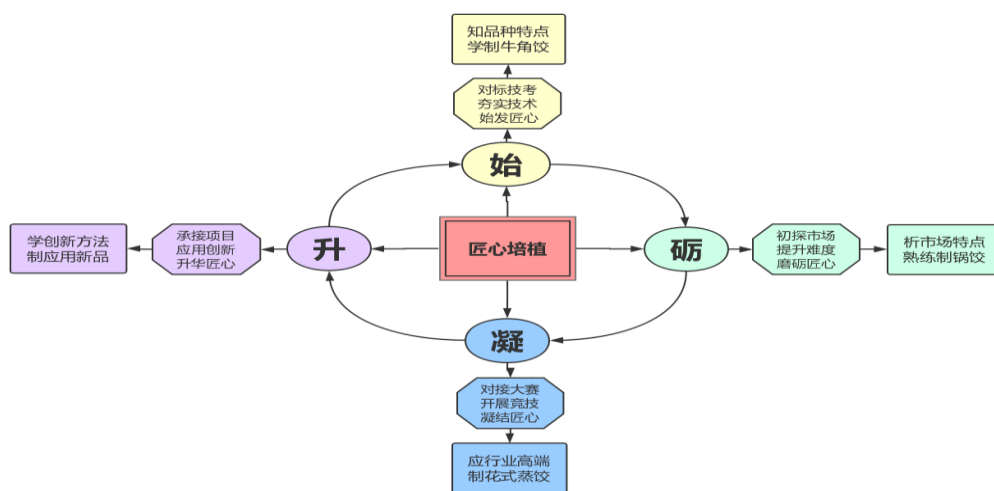 知品种特点
学制牛角饺
对标技考
夯实技术
始发匠心
始
学创新方法
制应用新品
承接项目
应用创新
升华匠心
升
匠心培植
砺
初探市场
提升难度
磨砺匠心
析市场特点
熟练制锅饺
凝
对接大赛
开展竞技
凝结匠心
应行业高端
制花式蒸饺